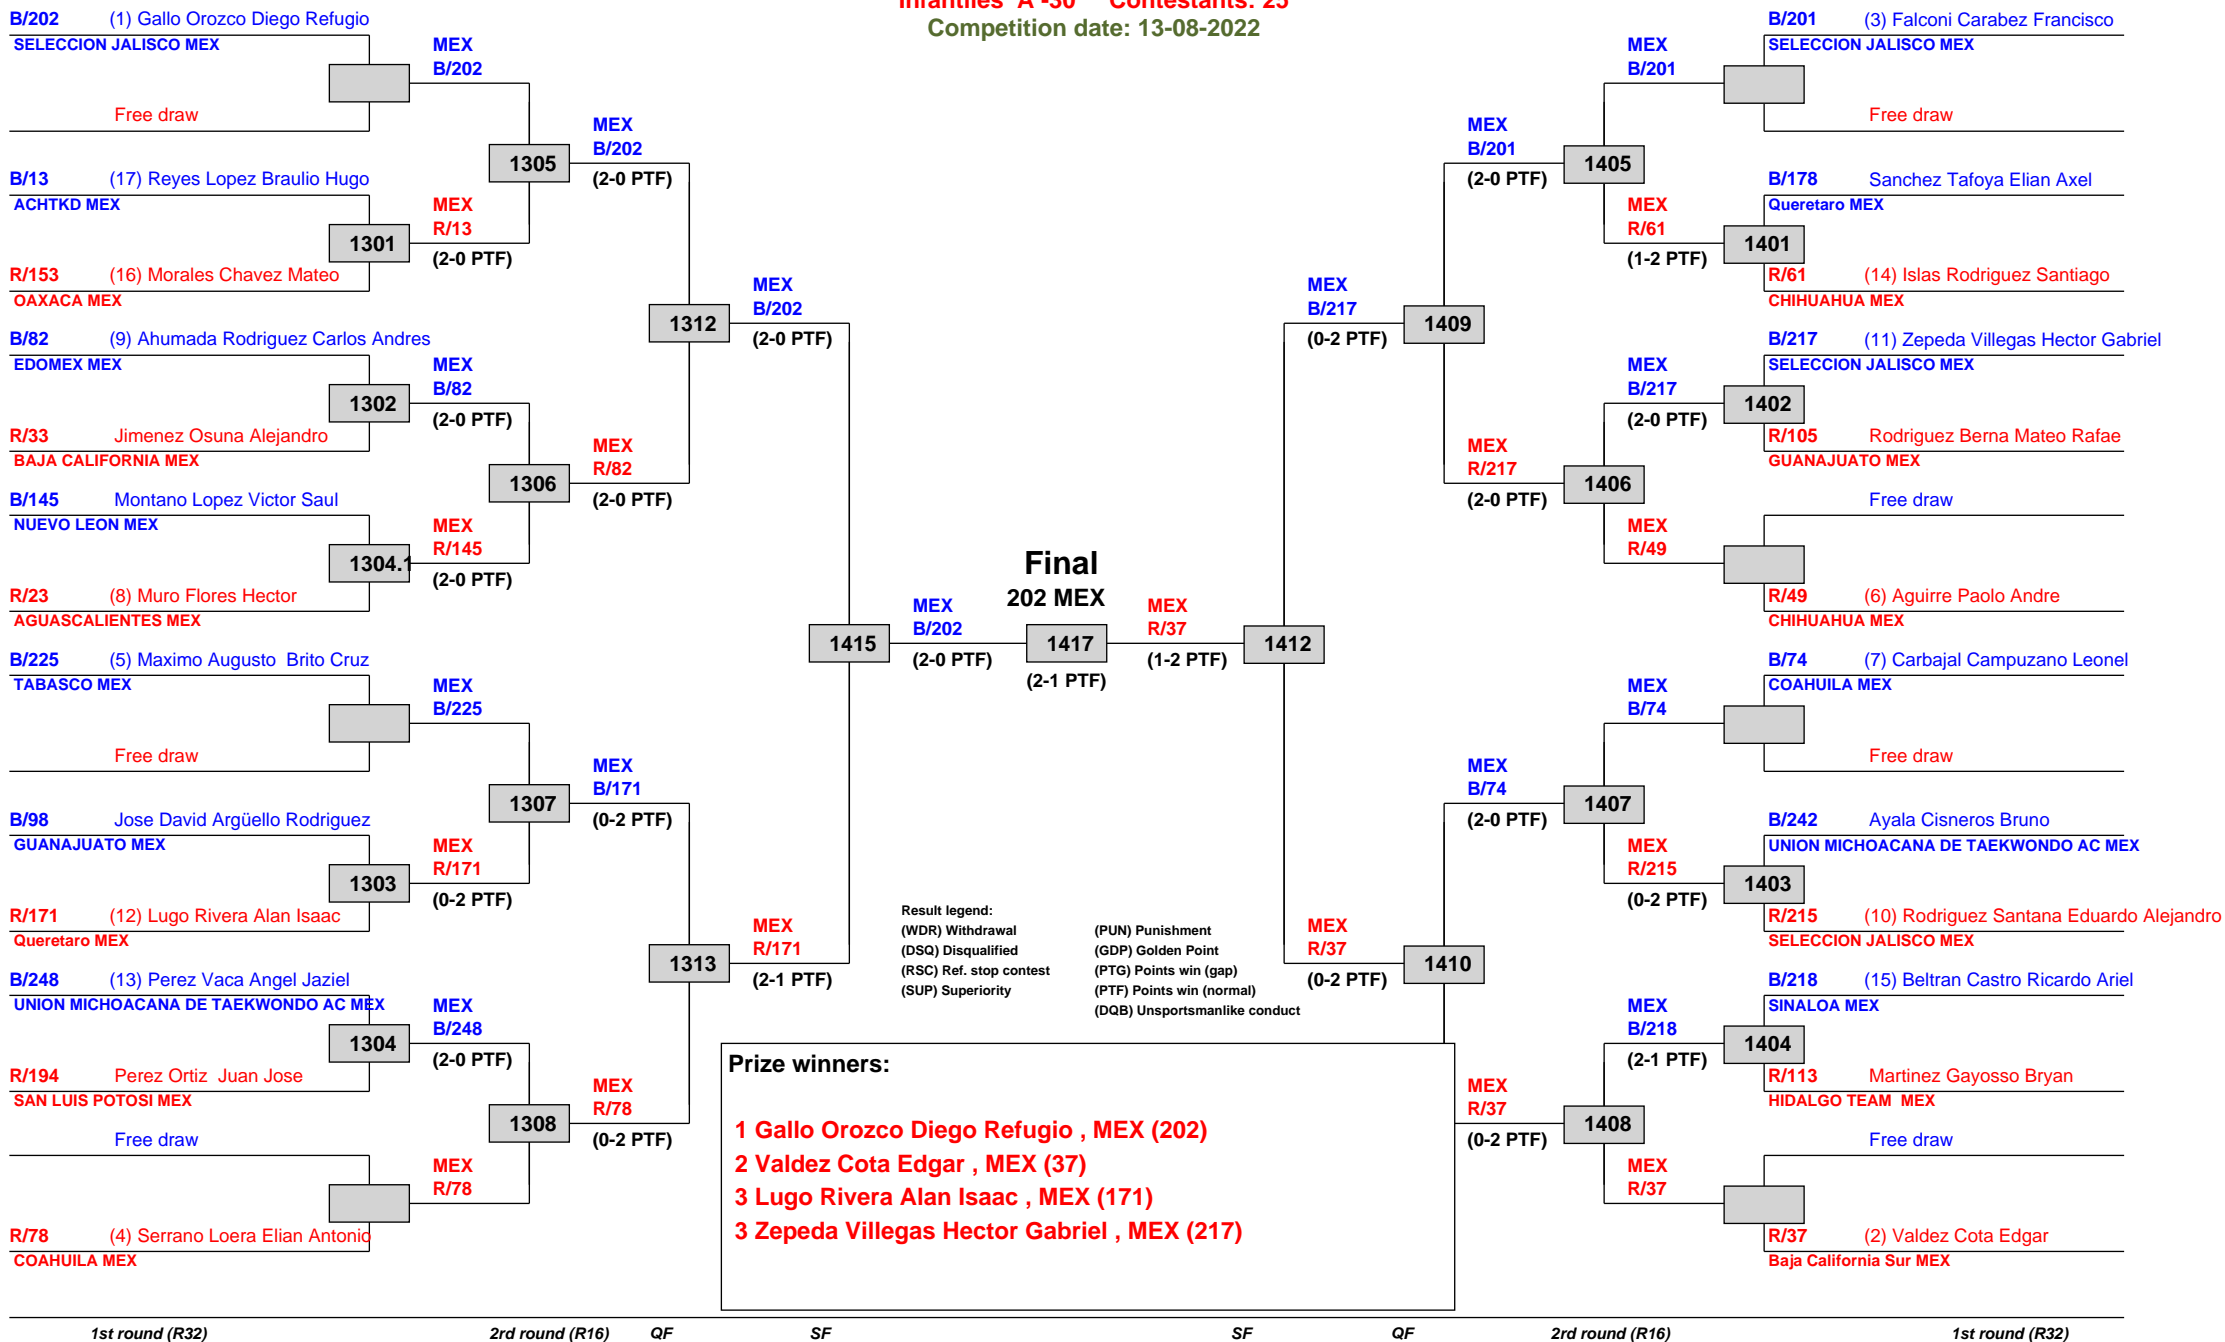 Infantiles A -30 Contestants: 25
Competition date: 13-08-2022
B/202 (1) Gallo Orozco Diego Refugio
SELECCION JALISCO MEX
Free draw
B/13 (17) Reyes Lopez Braulio Hugo
ACHTKD MEX
1301
R/153 (16) Morales Chavez Mateo
OAXACA MEX
B/82 (9) Ahumada Rodriguez Carlos Andres
EDOMEX MEX
1302
R/33 Jimenez Osuna Alejandro
BAJA CALIFORNIA MEX
B/145 Montano Lopez Victor Saul
NUEVO LEON MEX
1304.1
R/23 (8) Muro Flores Hector
AGUASCALIENTES MEX
B/225 (5) Maximo Augusto Brito Cruz
TABASCO MEX
Free draw
B/98 Jose David Argüello Rodriguez
GUANAJUATO MEX
1303
R/171 (12) Lugo Rivera Alan Isaac
Queretaro MEX
B/248 (13) Perez Vaca Angel Jaziel
UNION MICHOACANA DE TAEKWONDO AC MEX
1304
R/194 Perez Ortiz Juan Jose
SAN LUIS POTOSI MEX
Free draw
R/78 (4) Serrano Loera Elian Antonio
COAHUILA MEX
MEX
B/202
1305
MEX
R/13
(2-0 PTF)
MEX
B/82
(2-0 PTF)
1306
MEX
R/145
(2-0 PTF)
MEX
B/225
1307
MEX
R/171
(0-2 PTF)
MEX
B/248
(2-0 PTF)
1308
MEX
R/78
MEX
B/202
(2-0 PTF)
1312
MEX
R/82
(2-0 PTF)
MEX
B/171
(0-2 PTF)
1313
MEX
R/78
(0-2 PTF)
MEX
B/202
(2-0 PTF)
1415
MEX
R/171
(2-1 PTF)
MEX
B/202
(2-0 PTF)
Final
202 MEX
1417
(2-1 PTF)
MEX
R/37
(1-2 PTF)
1412
MEX
B/217
(0-2 PTF)
MEX
R/37
(0-2 PTF)
MEX
B/201
(2-0 PTF)
1409
MEX
R/217
(2-0 PTF)
MEX
B/74
(2-0 PTF)
1410
MEX
R/37
(0-2 PTF)
MEX
B/201
1405
MEX
R/61
(1-2 PTF)
MEX
B/217
(2-0 PTF)
1406
MEX
R/49
MEX
B/74
1407
MEX
R/215
(0-2 PTF)
MEX
B/218
(2-1 PTF)
1408
MEX
R/37
B/201 (3) Falconi Carabez Francisco
SELECCION JALISCO MEX
Free draw
B/178 Sanchez Tafoya Elian Axel
Queretaro MEX
1401
R/61 (14) Islas Rodriguez Santiago
CHIHUAHUA MEX
B/217 (11) Zepeda Villegas Hector Gabriel
SELECCION JALISCO MEX
1402
R/105 Rodriguez Berna Mateo Rafae
GUANAJUATO MEX
Free draw
R/49 (6) Aguirre Paolo Andre
CHIHUAHUA MEX
B/74 (7) Carbajal Campuzano Leonel
COAHUILA MEX
Free draw
B/242 Ayala Cisneros Bruno
UNION MICHOACANA DE TAEKWONDO AC MEX
1403
R/215 (10) Rodriguez Santana Eduardo Alejandro
SELECCION JALISCO MEX
B/218 (15) Beltran Castro Ricardo Ariel
SINALOA MEX
1404
R/113 Martinez Gayosso Bryan
HIDALGO TEAM MEX
Free draw
R/37 (2) Valdez Cota Edgar
Baja California Sur MEX
Result legend:
(WDR) Withdrawal (PUN) Punishment
(DSQ) Disqualified (GDP) Golden Point
(RSC) Ref. stop contest (PTG) Points win (gap)
(SUP) Superiority (PTF) Points win (normal)
(DQB) Unsportsmanlike conduct
Prize winners:
1 Gallo Orozco Diego Refugio , MEX (202)
2 Valdez Cota Edgar , MEX (37)
3 Lugo Rivera Alan Isaac , MEX (171)
3 Zepeda Villegas Hector Gabriel , MEX (217)
1st round (R32) 2rd round (R16) QF SF SF QF 2rd round (R16) 1st round (R32)